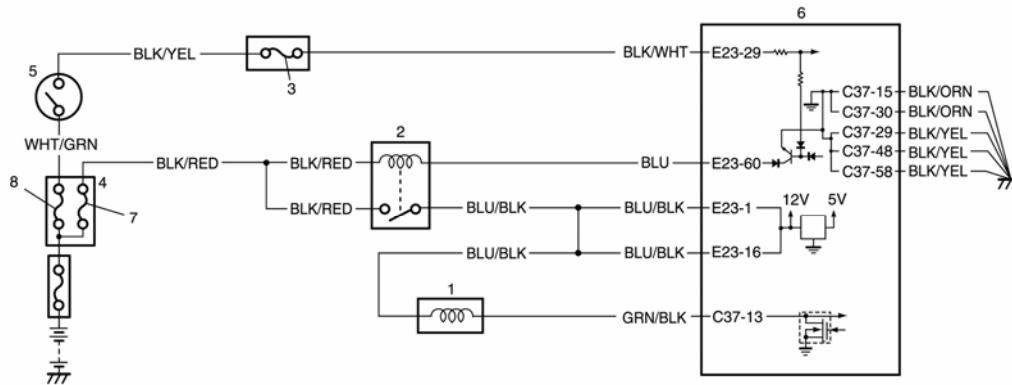 6
BLK/YEL
3
BLK/WHT
E23-29
5
C37-15
BLK/ORN
C37-30
BLK/ORN
C37-29
BLK/YEL
C37-48
BLK/YEL
C37-58
BLK/YEL
WHT/GRN
2
BLK/RED
BLK/RED
BLU
E23-60
8
4
7
BLK/RED
BLU/BLK
BLU/BLK
E23-1
12V
5V
BLU/BLK
BLU/BLK
E23-16
1
GRN/BLK
C37-13